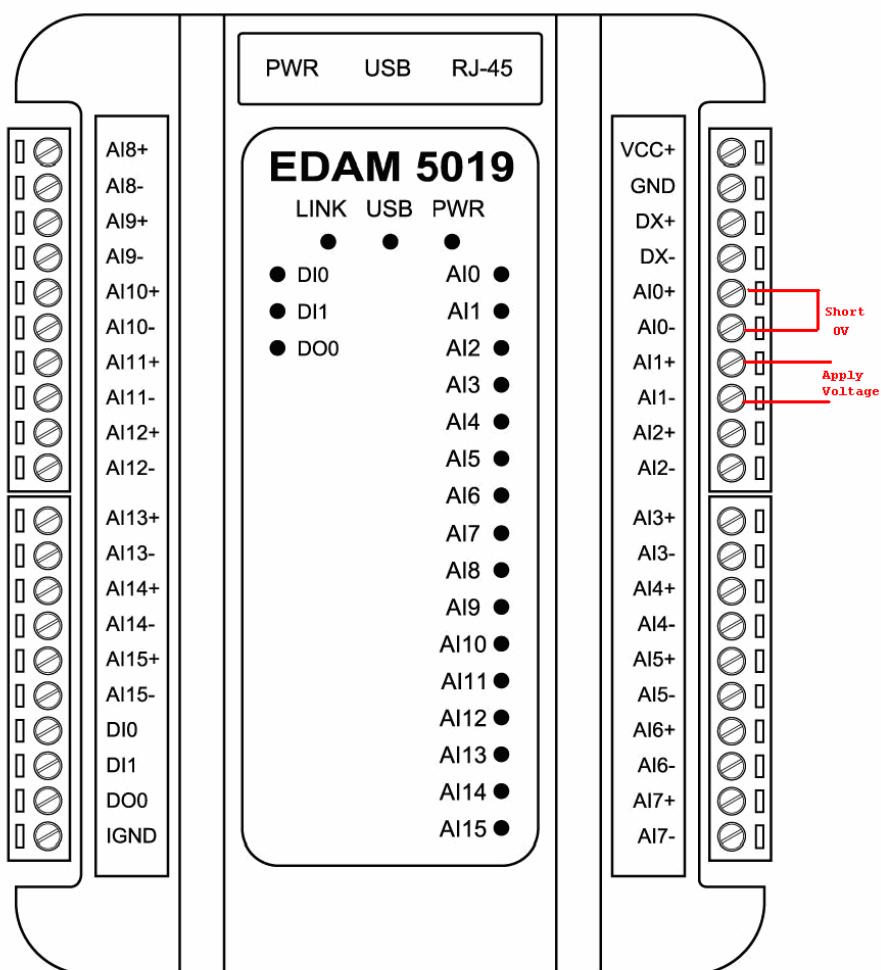 PWR USB RJ-45
EDAM 5019
LINK USB PWR
AI8+
AI8-
AI9+
AI9-
AI10+
AI10-
AI11+
AI11-
AI12+
AI12-
AI13+
AI13-
AI14+
AI14-
AI15+
AI15-
DI0
DI1
DO0
IGND
DI0
DI1
DO0
AI0
AI1
AI2
AI3
AI4
AI5
AI6
AI7
AI8
AI9
AI10
AI11
AI12
AI13
AI14
AI15
VCC+
GND
DX+
DX-
AI0+
AI0-
AI1+
AI1-
AI2+
AI2-
AI3+
AI3-
AI4+
AI4-
AI5+
AI5-
AI6+
AI6-
AI7+
AI7-
Short
0V
Apply
Voltage